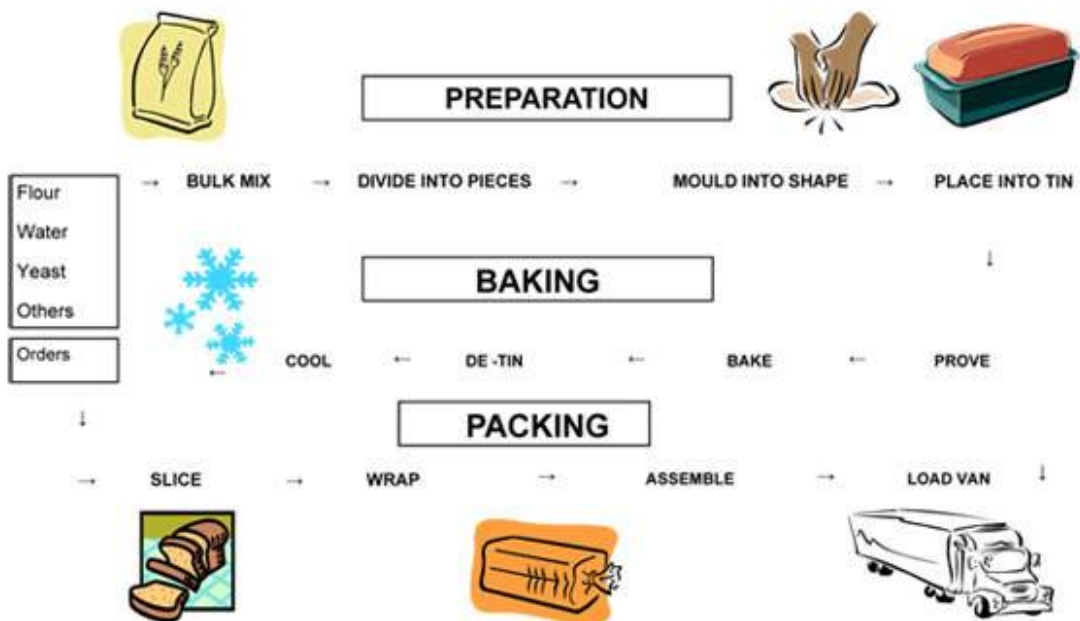 PREPARATION
Flour
Water
Yeast
Others
→ BULK MIX → DIVIDE INTO PIECES → MOULD INTO SHAPE → PLACE INTO TIN
↓
BAKING
Orders
← COOL ← DE -TIN ← BAKE ← PROVE
↓
PACKING
→ SLICE → WRAP → ASSEMBLE → LOAD VAN ↓